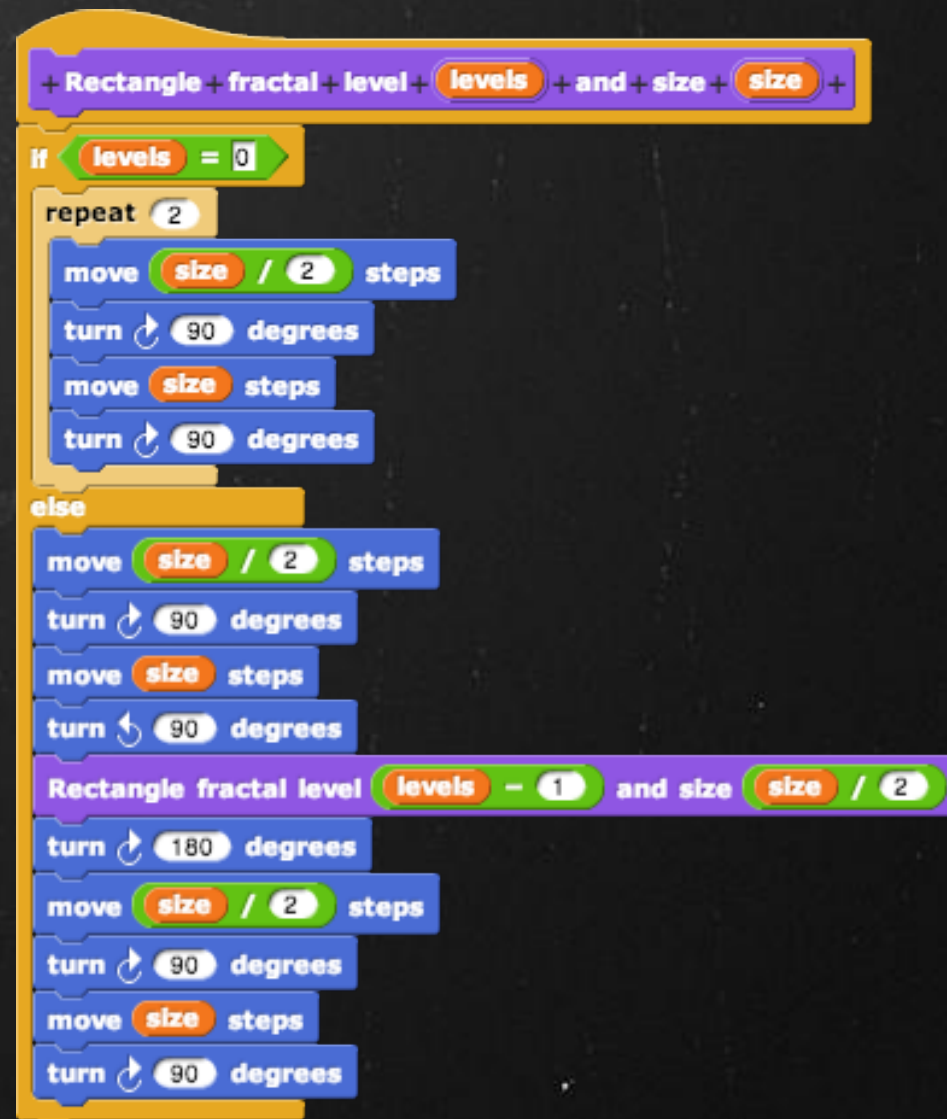 + Rectangle + fractal + level + levels + and + size + size +
if levels = 0
repeat 2
move size / 2 steps
turn ↻ 90 degrees
move size steps
turn ↻ 90 degrees
else
move size / 2 steps
turn ↻ 90 degrees
move size steps
turn ↺ 90 degrees
Rectangle fractal level levels - 1 and size size / 2
turn ↻ 180 degrees
move size / 2 steps
turn ↻ 90 degrees
move size steps
turn ↻ 90 degrees